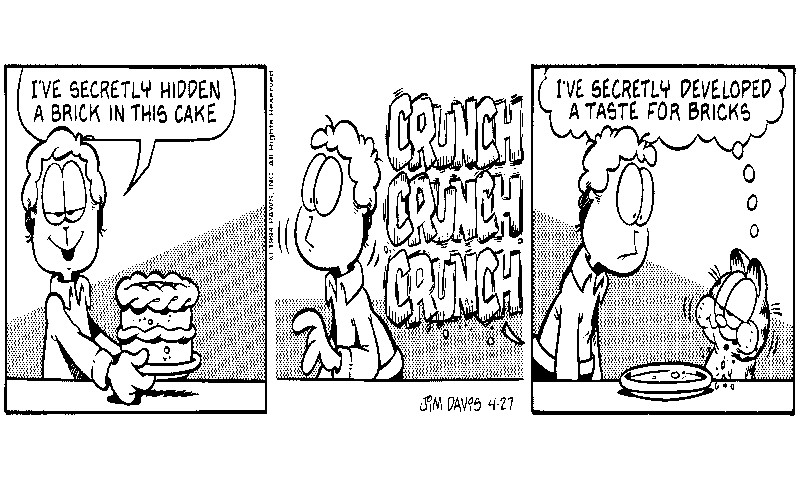 I'VE SECRETLY HIDDEN
A BRICK IN THIS CAKE
CRUNCH
CRUNCH
CRUNCH
JIM DAVIS 4-27
I'VE SECRETLY DEVELOPED
A TASTE FOR BRICKS